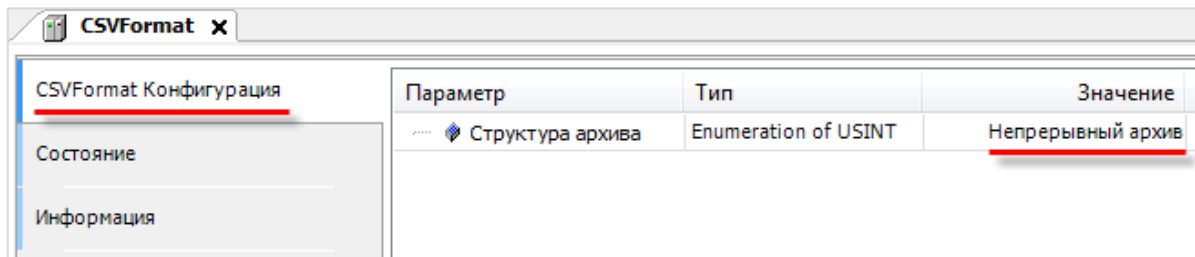 CSVFormat x
CSVFormat Конфигурация
Состояние
Информация
Параметр Тип Значение
Структура архива Enumeration of USINT Непрерывный архив